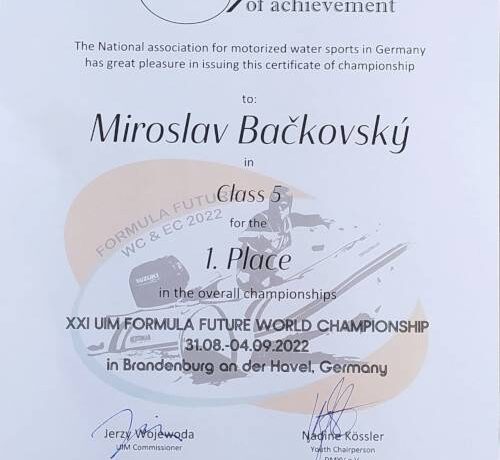 of achievement
The National association for motorized water sports in Germany
has great pleasure in issuing this certificate of championship
to:
Miroslav Bačkovský
in
Class 5
FORMULA FUTURE
WC & EC 2022
for the
1. Place
SUZUKI
in the overall championships
XXI UIM FORMULA FUTURE WORLD CHAMPIONSHIP
31.08.-04.09.2022
in Brandenburg an der Havel, Germany
Jerzy Wojewoda
UIM Commissioner
Nadine Kössler
Youth Chairperson
DMYV e.V.